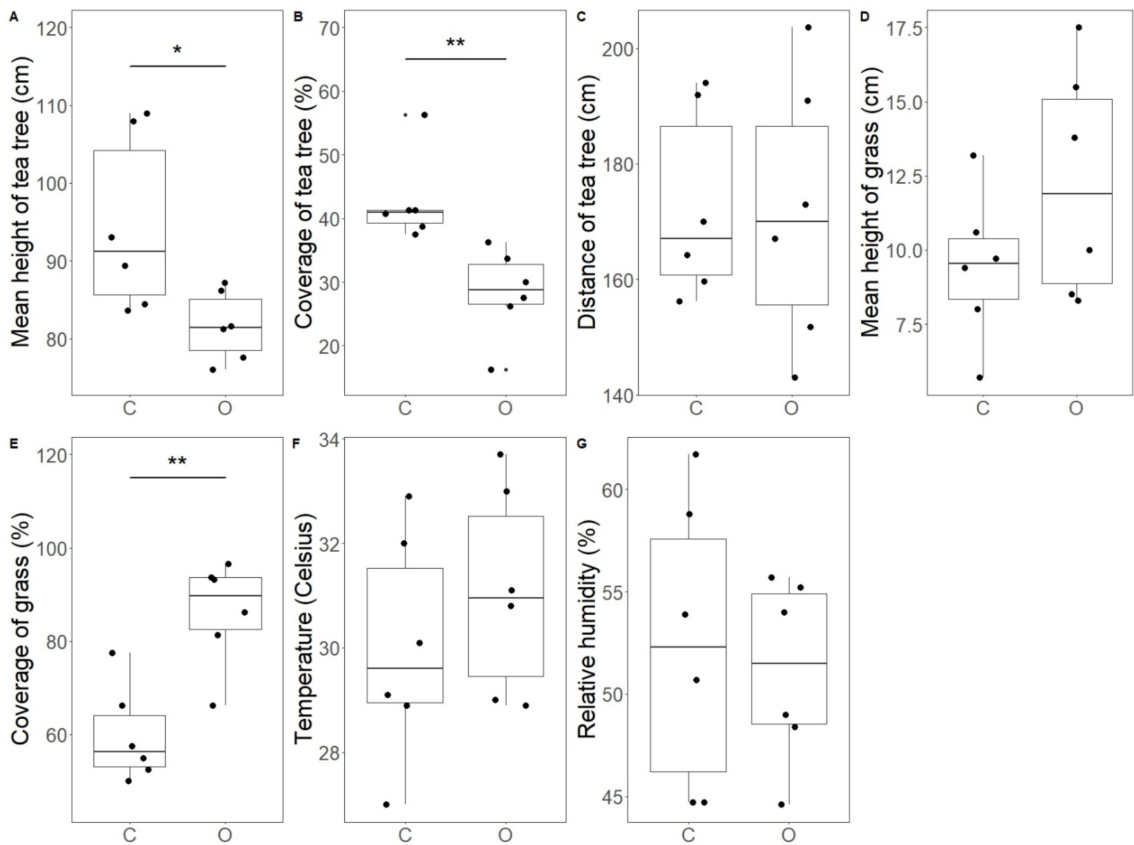 A
Mean height of tea tree (cm)
120
110
100
90
80
*
C O
B
Coverage of tea tree (%)
70
60
50
40
30
20
**
C O
C
Distance of tea tree (cm)
200
180
160
140
C O
D
Mean height of grass (cm)
17.5
15.0
12.5
10.0
7.5
C O
E
Coverage of grass (%)
120
100
80
60
**
C O
F
Temperature (Celsius)
34
32
30
28
C O
G
Relative humidity (%)
60
55
50
45
C O